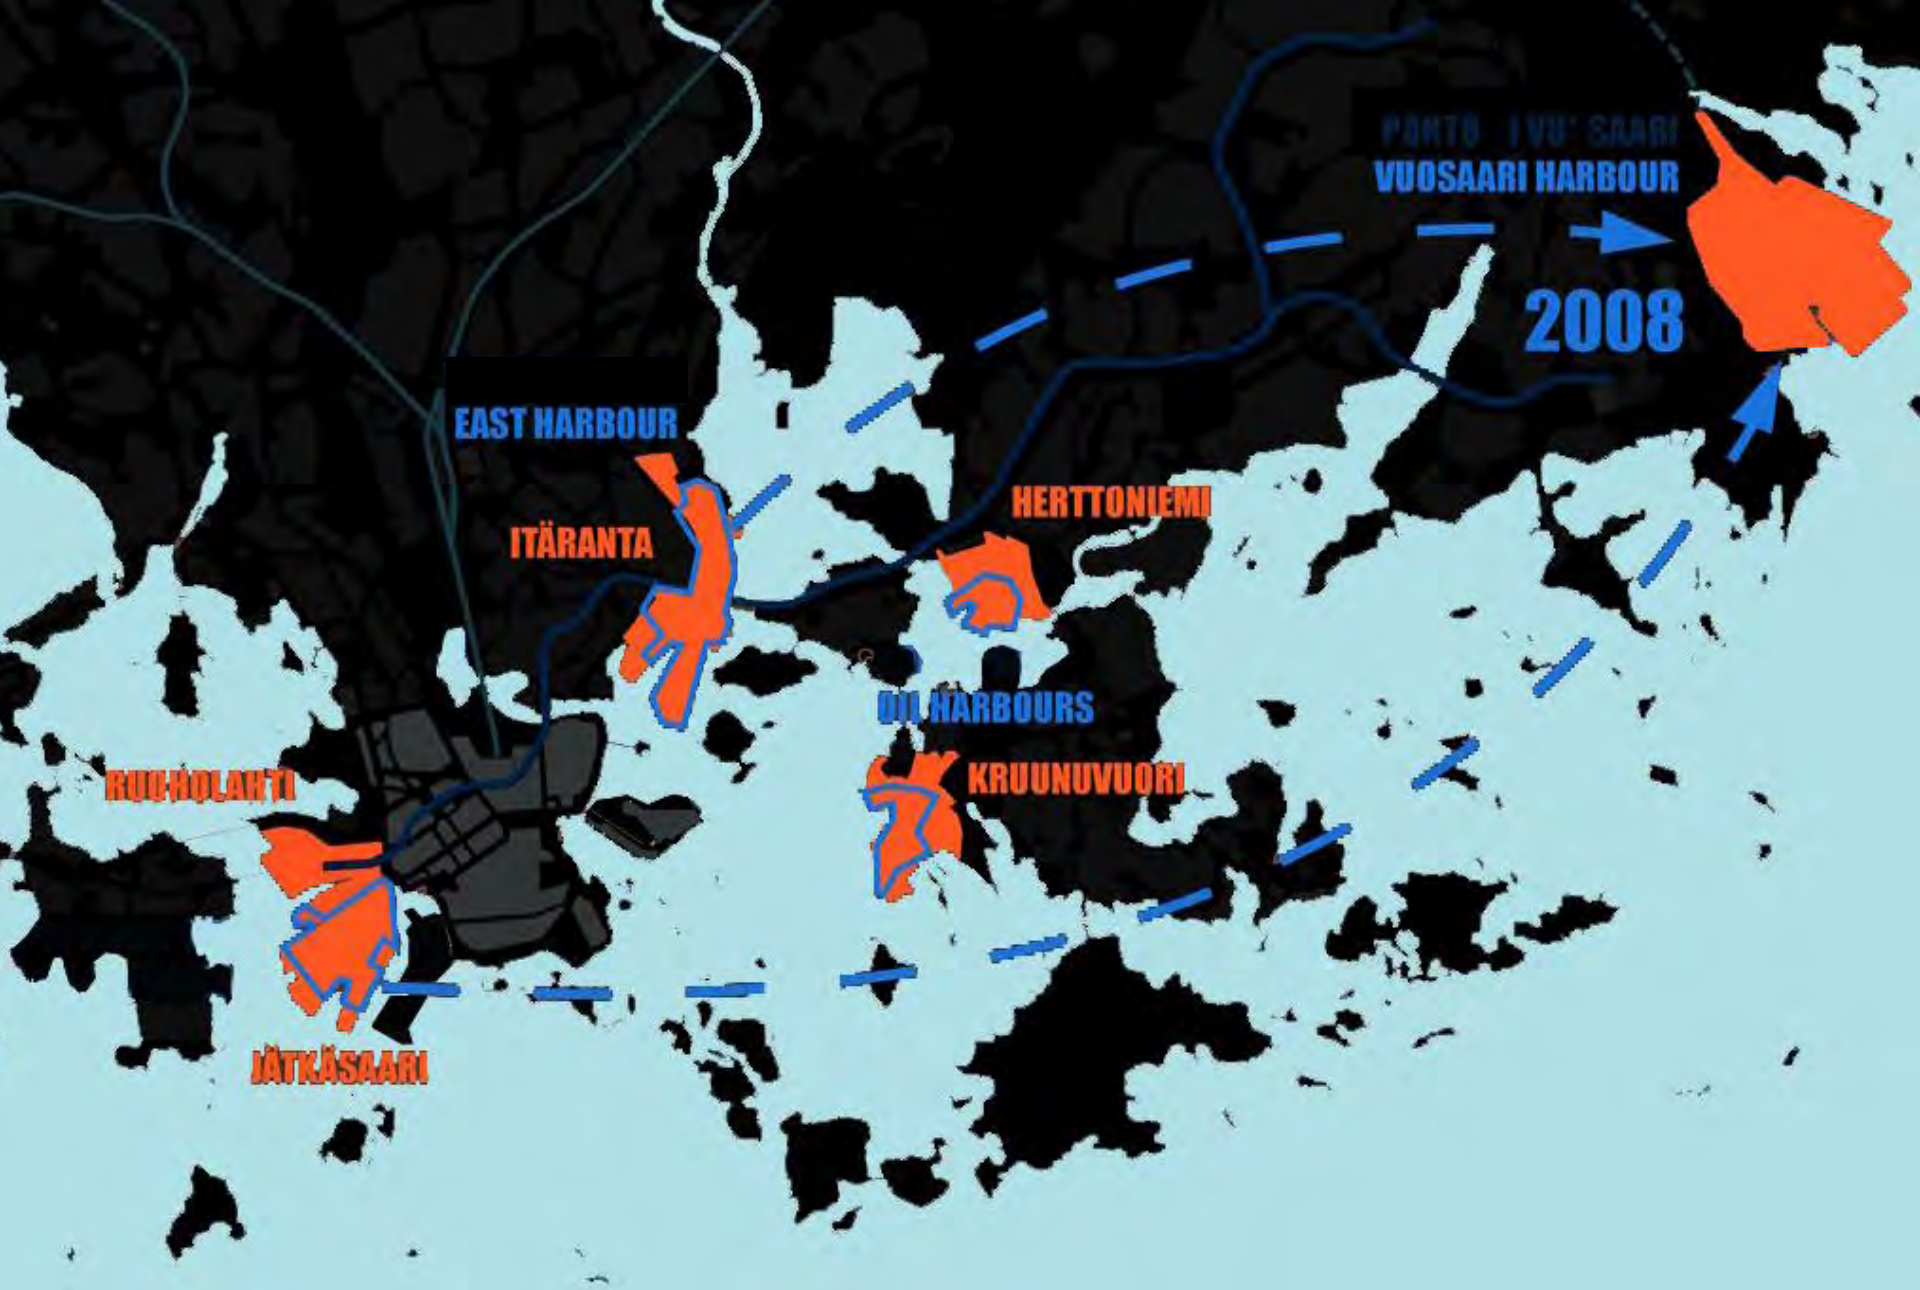 VUOSAARI HARBOUR
2008
EAST HARBOUR
HERTTONIEMI
ITÄRANTA
OIL HARBOURS
RUOHOLAHTI
KRUUNUVUORI
JÄTKÄSAARI